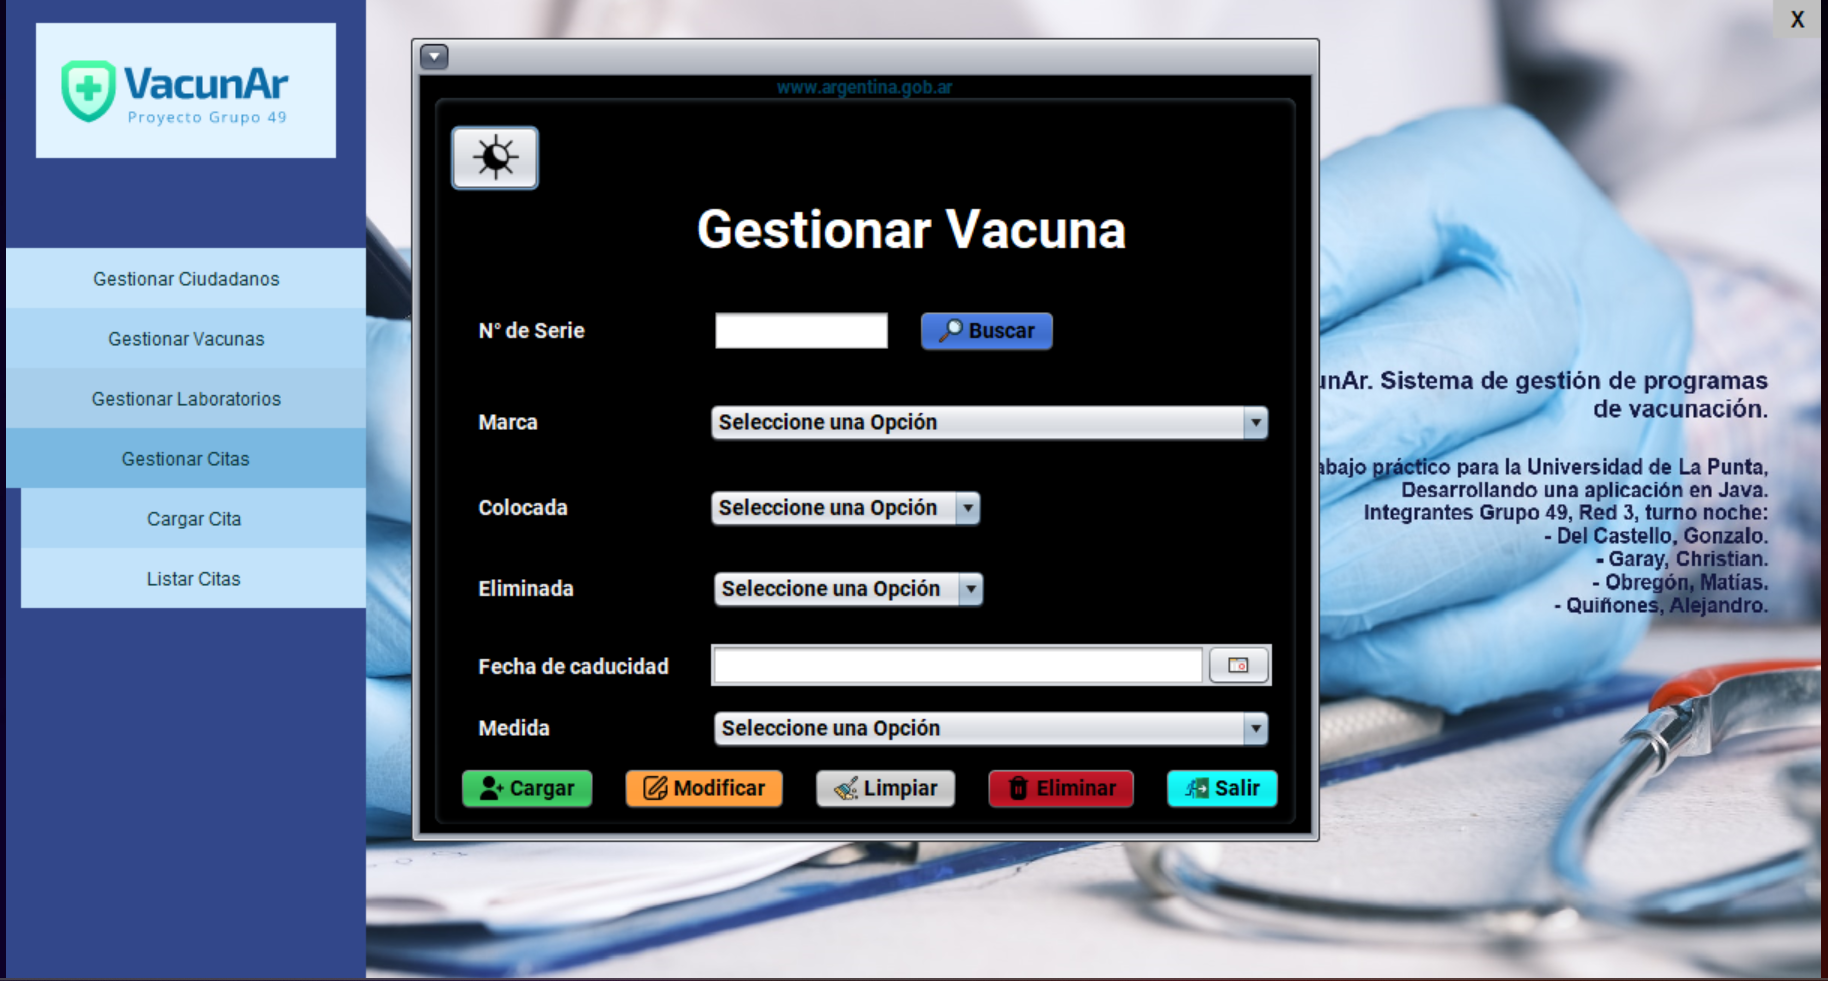 X
VacunAr
Proyecto Grupo 49
Gestionar Ciudadanos
Gestionar Vacunas
Gestionar Laboratorios
Gestionar Citas
Cargar Cita
Listar Citas
www.argentina.gob.ar
Gestionar Vacuna
N° de Serie
Buscar
Marca
Seleccione una Opción
Colocada
Seleccione una Opción
Eliminada
Seleccione una Opción
Fecha de caducidad
Medida
Seleccione una Opción
Cargar
Modificar
Limpiar
Eliminar
Salir
unAr. Sistema de gestión de programas
de vacunación.
abajo práctico para la Universidad de La Punta,
Desarrollando una aplicación en Java.
Integrantes Grupo 49, Red 3, turno noche:
- Del Castello, Gonzalo.
- Garay, Christian.
- Obregón, Matías.
- Quiñones, Alejandro.